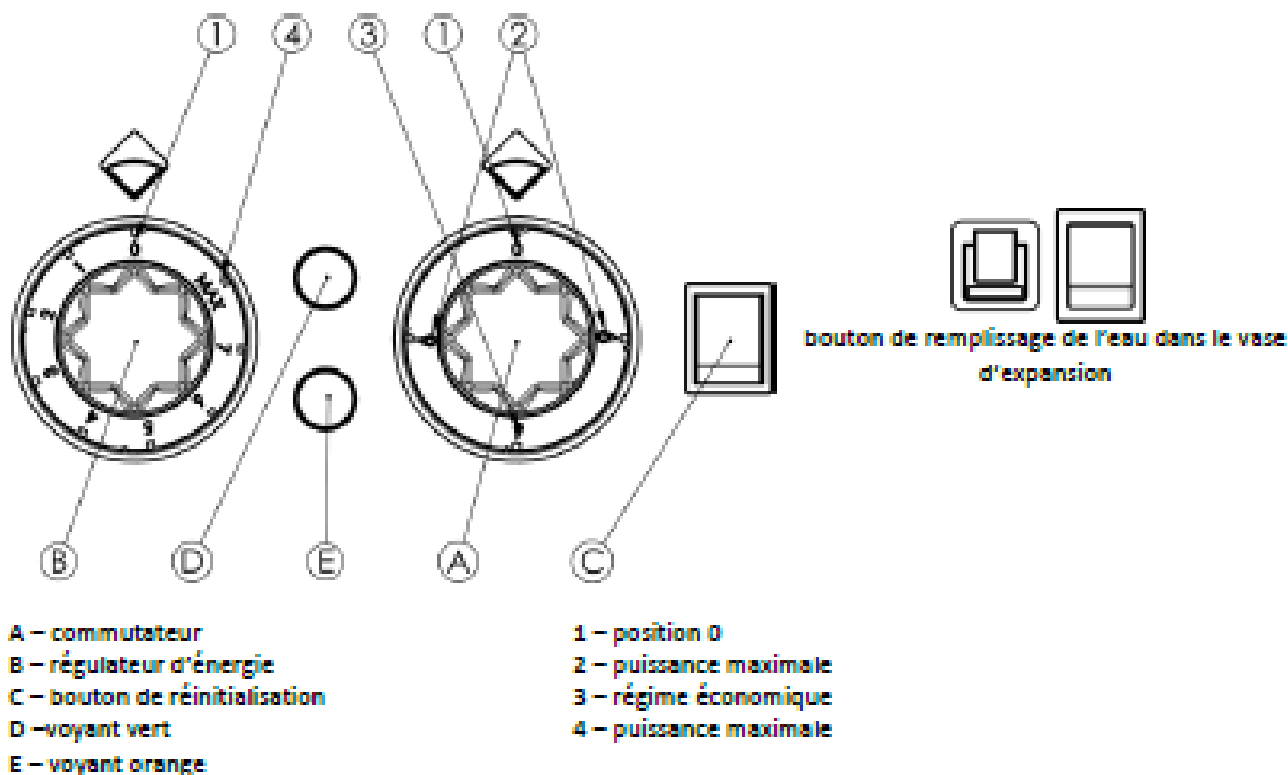 1 4 3 1 2
0 MAX 0
bouton de remplissage de l'eau dans le vase
d'expansion
B D E A C
A – commutateur
B – régulateur d'énergie
C – bouton de réinitialisation
D –voyant vert
E – voyant orange
1 – position 0
2 – puissance maximale
3 – régime économique
4 – puissance maximale